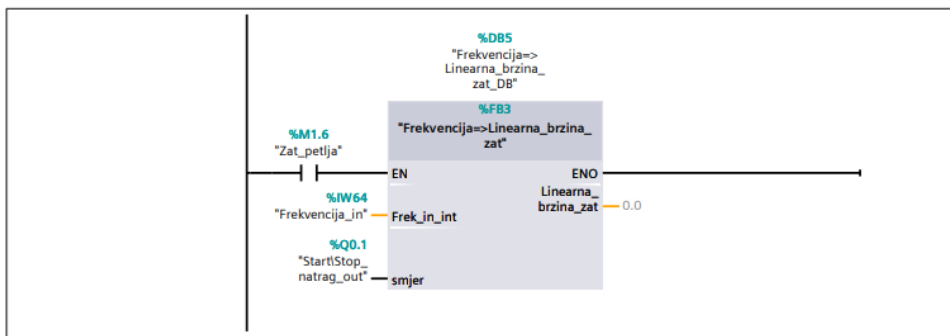 %DB5
"Frekvencija=>
Linearna_brzina_
zat_DB"
%FB3
"Frekvencija=>Linearna_brzina_
zat"
%M1.6
"Zat_petlja"
EN
ENO
%IW64
"Frekvencija_in"
Frek_in_int
Linearna_
brzina_zat
0.0
%Q0.1
"Start\Stop_
natrag_out"
smjer